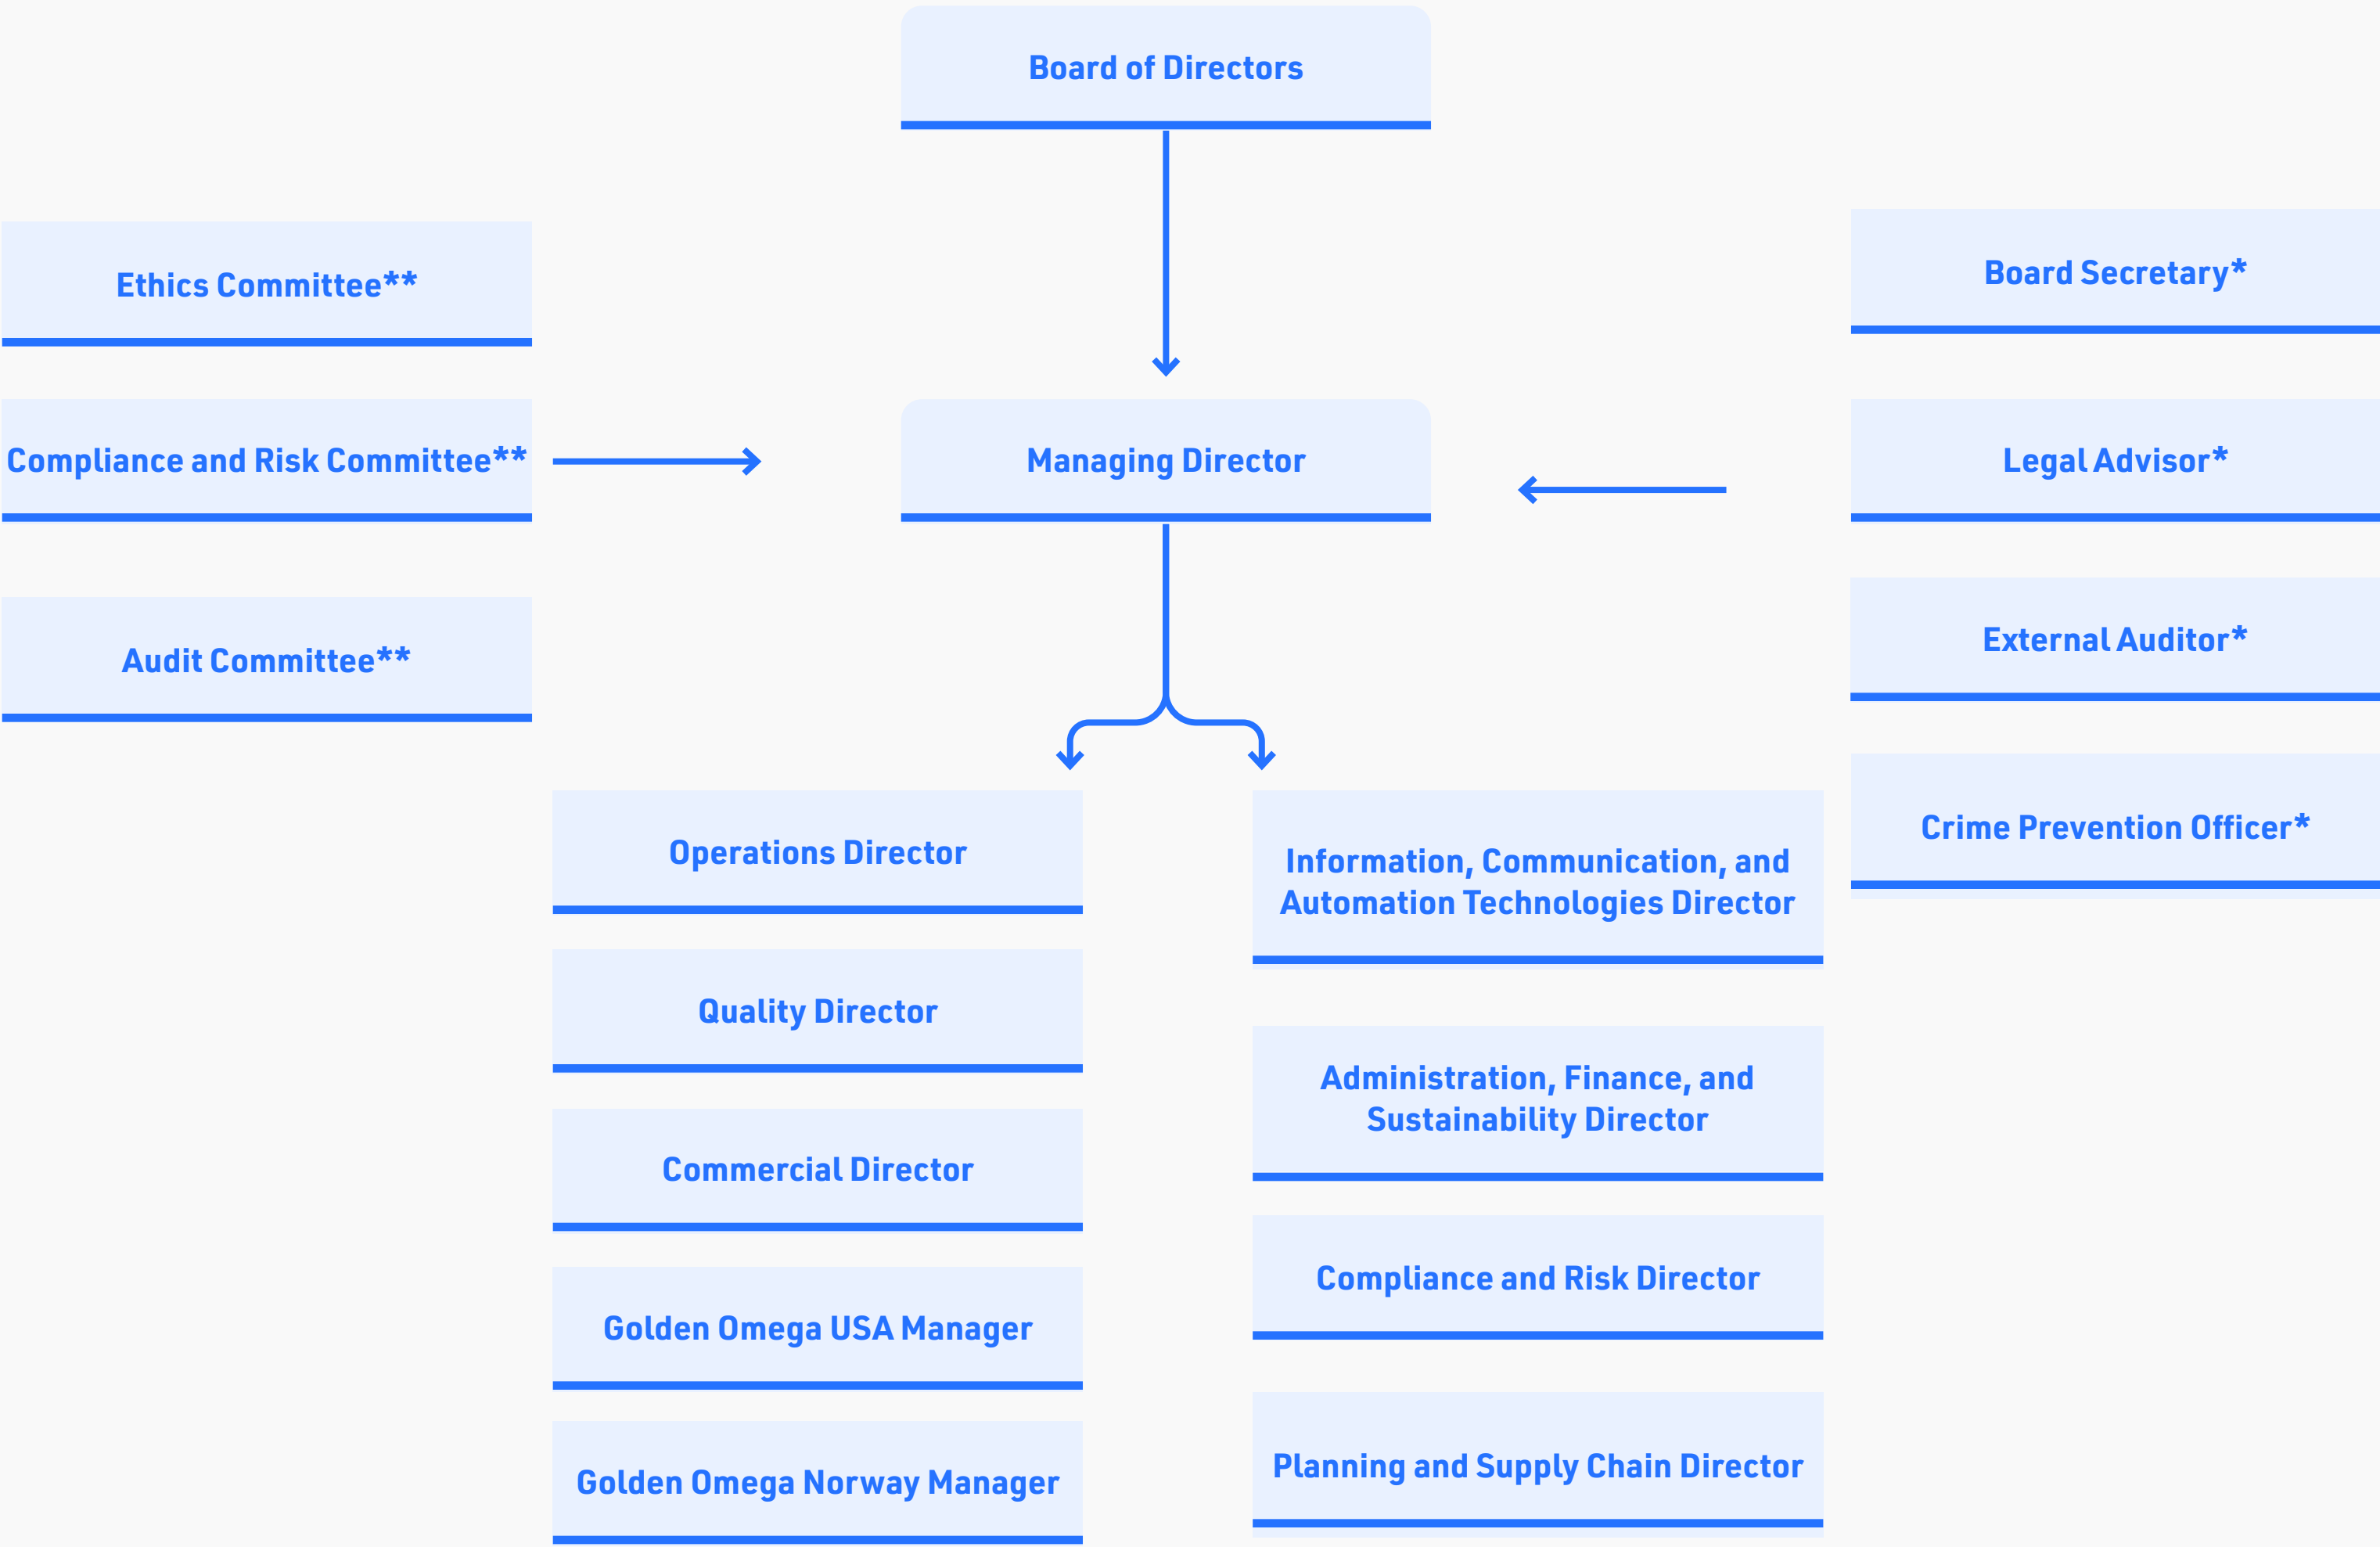 Board of Directors
Ethics Committee**
Compliance and Risk Committee**
Audit Committee**
Managing Director
Board Secretary*
Legal Advisor*
External Auditor*
Crime Prevention Officer*
Operations Director
Quality Director
Commercial Director
Golden Omega USA Manager
Golden Omega Norway Manager
Information, Communication, and
Automation Technologies Director
Administration, Finance, and
Sustainability Director
Compliance and Risk Director
Planning and Supply Chain Director